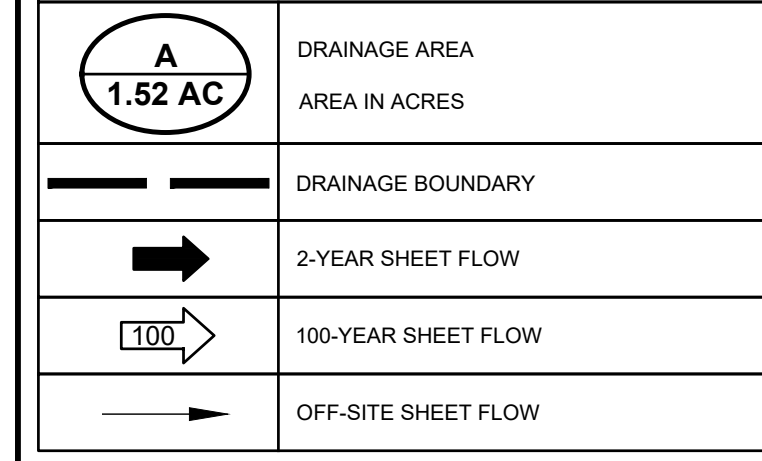 A
1.52 AC
DRAINAGE AREA
AREA IN ACRES
DRAINAGE BOUNDARY
2-YEAR SHEET FLOW
100
100-YEAR SHEET FLOW
OFF-SITE SHEET FLOW